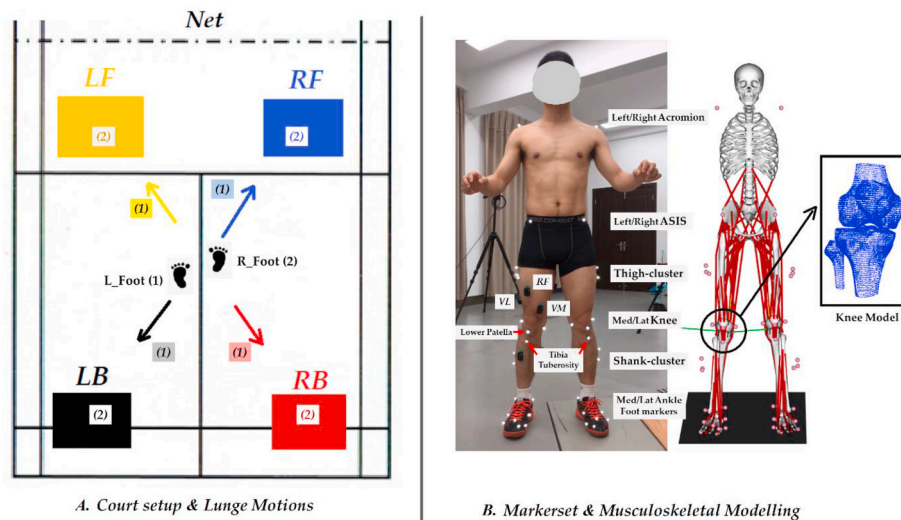 Net
LF
RF
(2)
(2)
(1)
(1)
L_Foot (1)
R_Foot (2)
(1)
(1)
LB
RB
(2)
(2)
A. Court setup & Lunge Motions
Left/Right Acromion
Left/Right ASIS
Thigh-cluster
RF
VL
VM
Med/Lat Knee
Lower Patella
Tibia
Tuberosity
Shank-cluster
Med/Lat Ankle
Foot markers
Knee Model
B. Markerset & Musculoskeletal Modelling